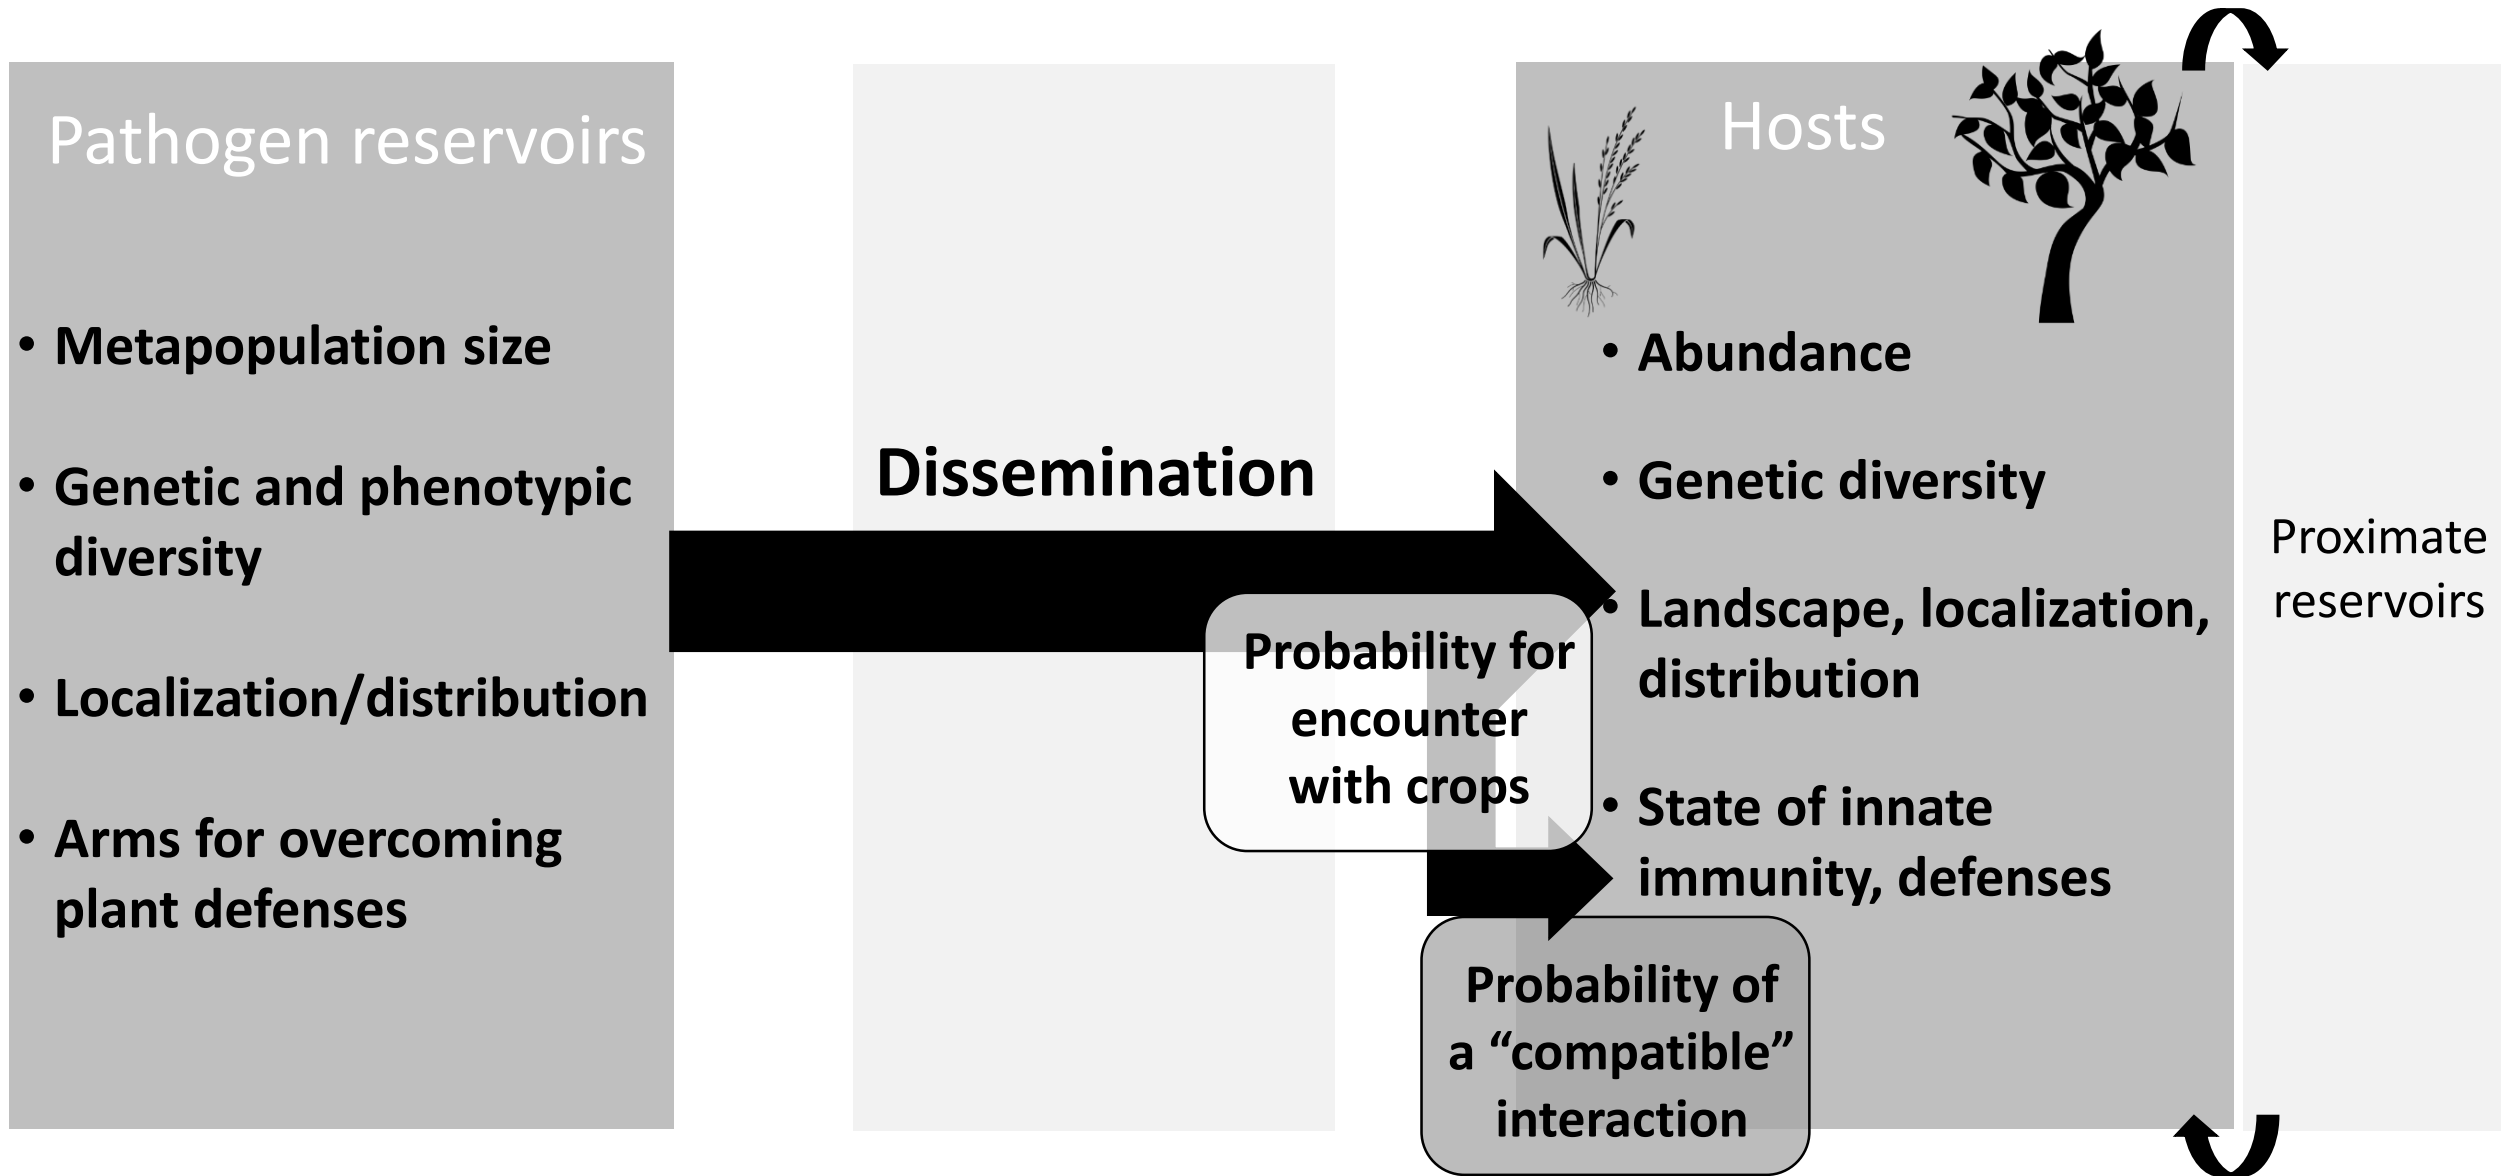 Pathogen reservoirs
• Metapopulation size
• Genetic and phenotypic
diversity
• Localization/distribution
• Arms for overcoming
plant defenses
Dissemination
Probability for
encounter
with crops
Probability of
a “compatible”
interaction
Hosts
• Abundance
• Genetic diversity
• Landscape, localization,
distribution
• State of innate
immunity, defenses
Proximate
reservoirs